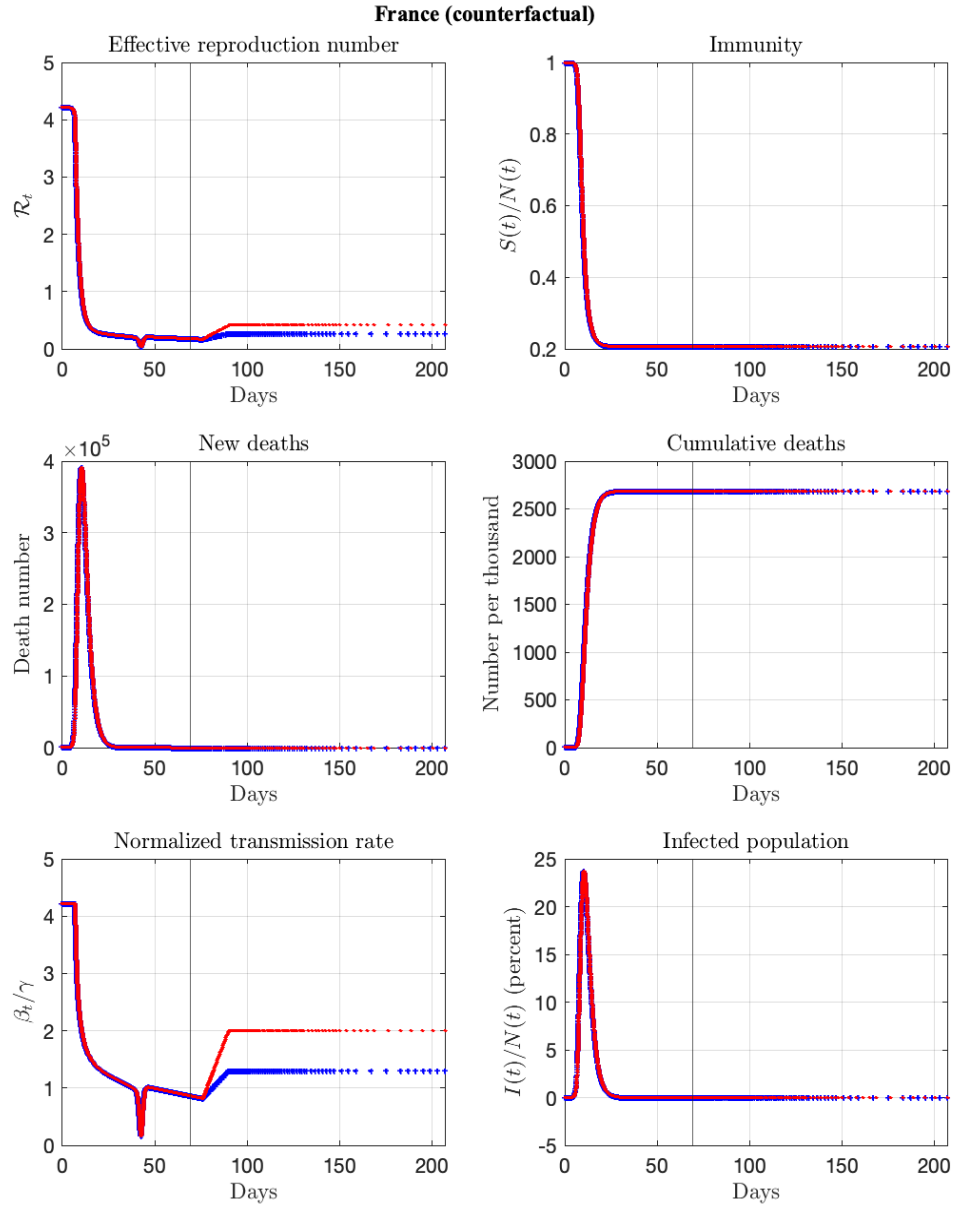 France (counterfactual)
Effective reproduction number
5
4
3
2
1
0
0 50 100 150 200
R_t
Days
Immunity
1
0.8
0.6
0.4
0.2
0 50 100 150 200
S(t)/N(t)
Days
New deaths
×10^5
4
3
2
1
0
0 50 100 150 200
Death number
Days
Cumulative deaths
3000
2500
2000
1500
1000
500
0
0 50 100 150 200
Number per thousand
Days
Normalized transmission rate
5
4
3
2
1
0
0 50 100 150 200
β_t/γ
Days
Infected population
25
20
15
10
5
0
-5
0 50 100 150 200
I(t)/N(t) (percent)
Days